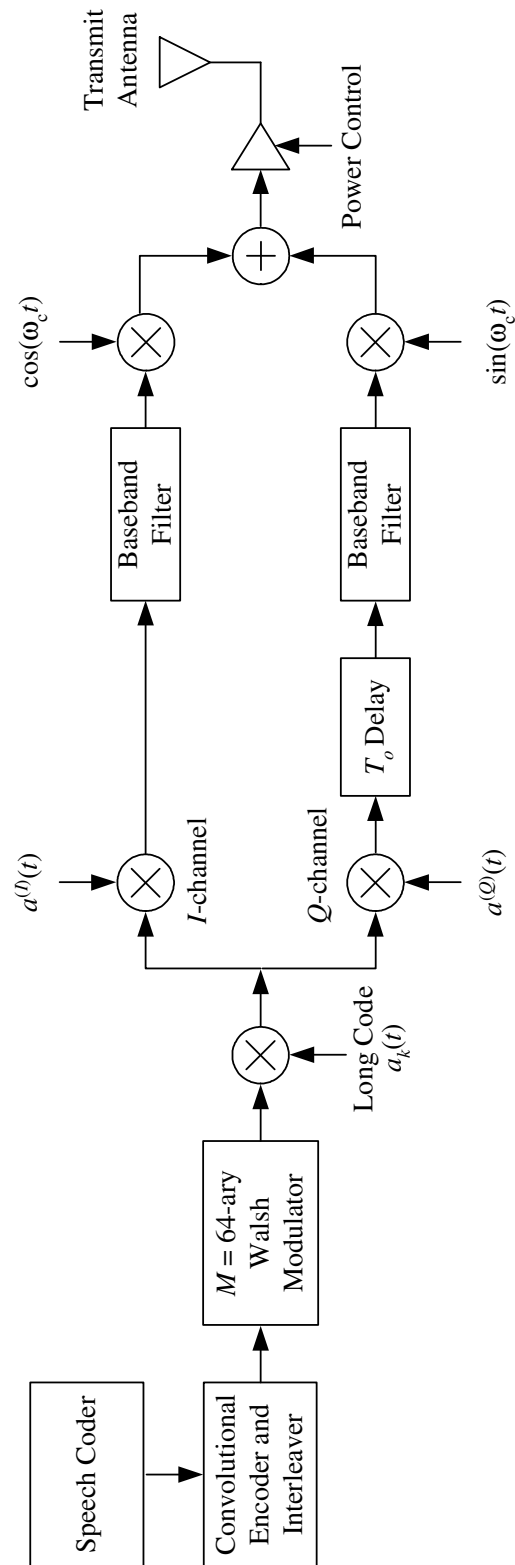 Speech Coder
Convolutional
Encoder and
Interleaver
M = 64-ary
Walsh
Modulator
Long Code
a_k(t)
a^(I)(t)
I-channel
Q-channel
a^(Q)(t)
T_o Delay
Baseband
Filter
Baseband
Filter
cos(ω_c t)
sin(ω_c t)
Power Control
Transmit
Antenna